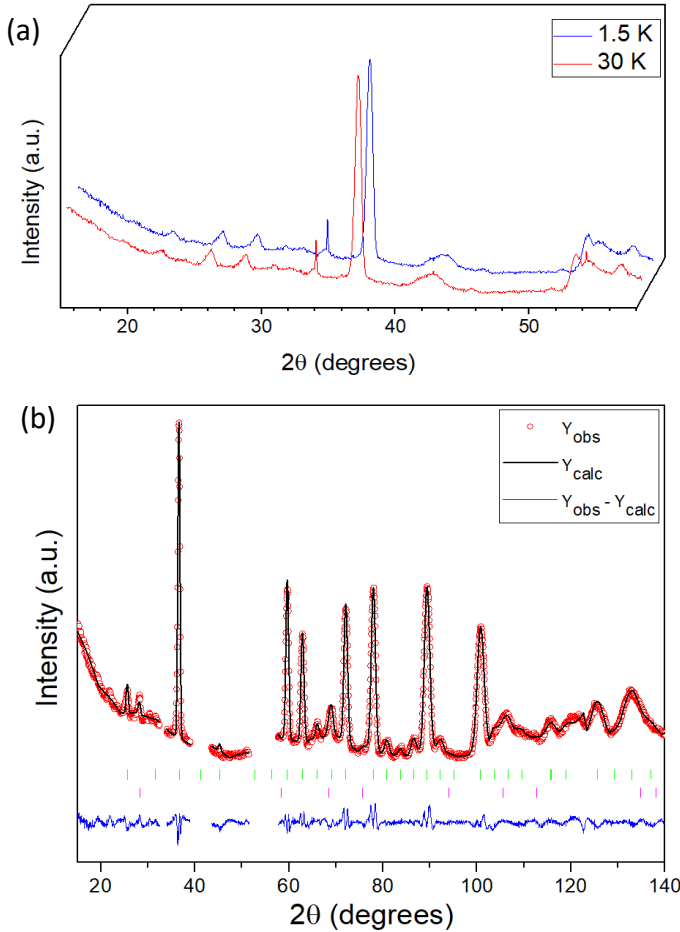 (a)
1.5 K
30 K
Intensity (a.u.)
20 30 40 50
2θ (degrees)
(b)
Y_obs
Y_calc
Y_obs - Y_calc
Intensity (a.u.)
20 40 60 80 100 120 140
2θ (degrees)